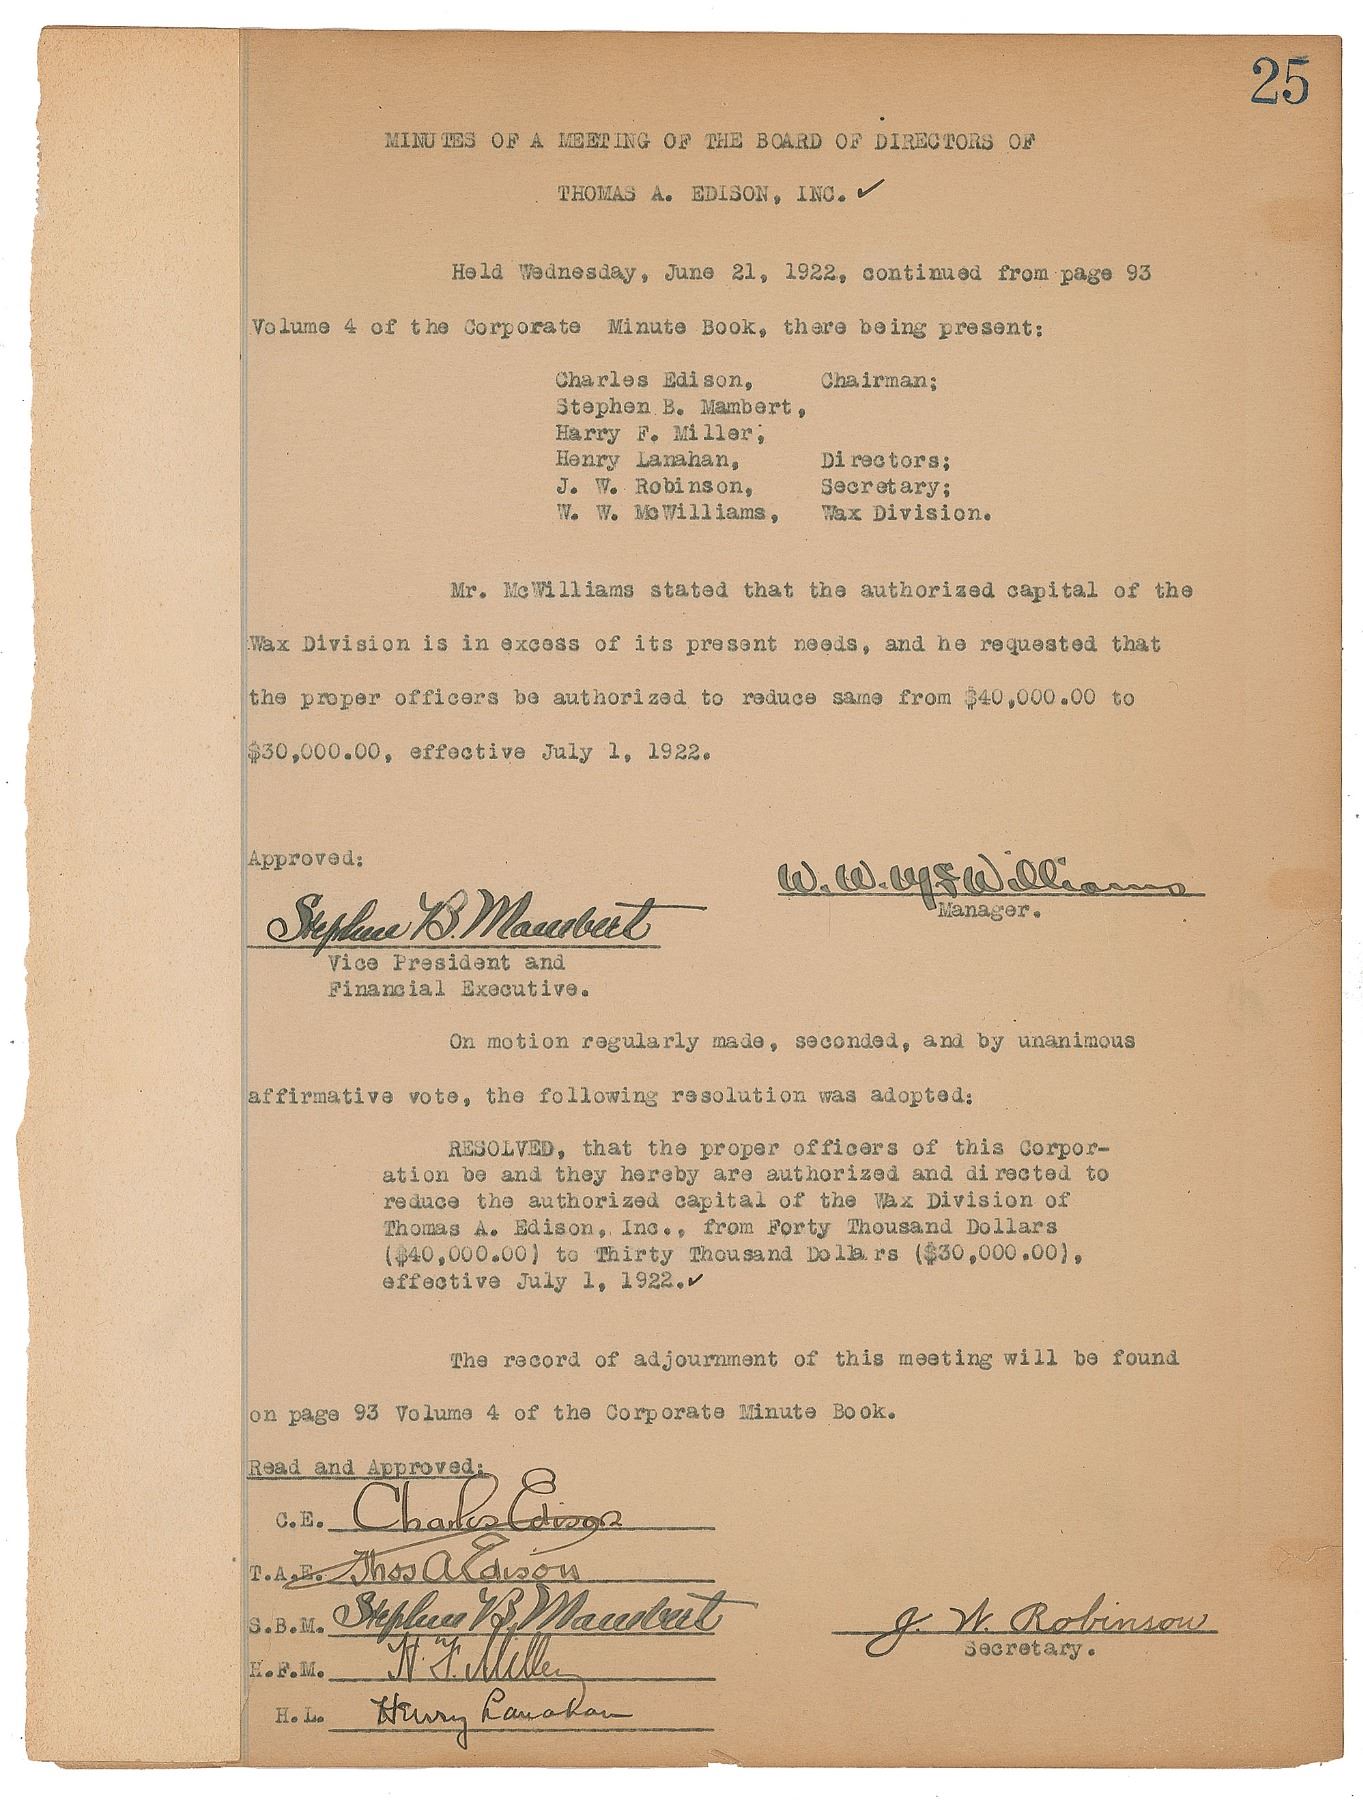 25
MINUTES OF A MEETING OF THE BOARD OF DIRECTORS OF
THOMAS A. EDISON, INC. ✓
Held Wednesday, June 21, 1922, continued from page 93
Volume 4 of the Corporate Minute Book, there being present:
Charles Edison, Chairman;
Stephen B. Mambert,
Harry F. Miller;
Henry Lanahan, Directors;
J. W. Robinson, Secretary;
W. W. McWilliams, Wax Division.
Mr. McWilliams stated that the authorized capital of the
Wax Division is in excess of its present needs, and he requested that
the proper officers be authorized to reduce same from $40,000.00 to
$30,000.00, effective July 1, 1922.
Approved:
W. W. McWilliams
Manager.
Stephen B. Mambert
Vice President and
Financial Executive.
On motion regularly made, seconded, and by unanimous
affirmative vote, the following resolution was adopted:
RESOLVED, that the proper officers of this Corpor-
ation be and they hereby are authorized and directed to
reduce the authorized capital of the Wax Division of
Thomas A. Edison, Inc., from Forty Thousand Dollars
($40,000.00) to Thirty Thousand Dollars ($30,000.00),
effective July 1, 1922. ✓
The record of adjournment of this meeting will be found
on page 93 Volume 4 of the Corporate Minute Book.
Read and Approved:
C.E. Charles Edison
T.A.E. Thos A Edison
S.B.M. Stephen B. Mambert
J. W. Robinson
Secretary.
H.F.M. H. F. Miller
H.L. Henry Lanahan